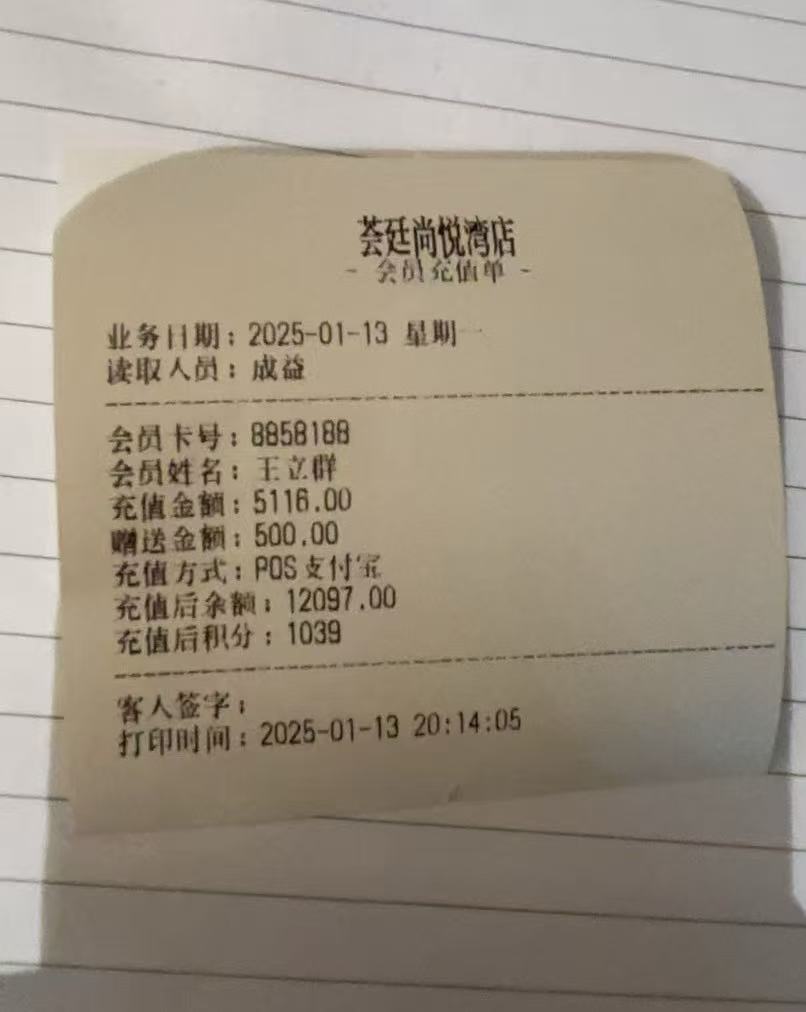 荟廷尚悦湾店
- 会员充值单 -
业务日期：2025-01-13 星期一
读取人员：成益
会员卡号：8858188
会员姓名：王立群
充值金额：5116.00
赠送金额：500.00
充值方式：POS支付宝
充值后余额：12097.00
充值后积分：1039
客人签字：
打印时间：2025-01-13 20:14:05